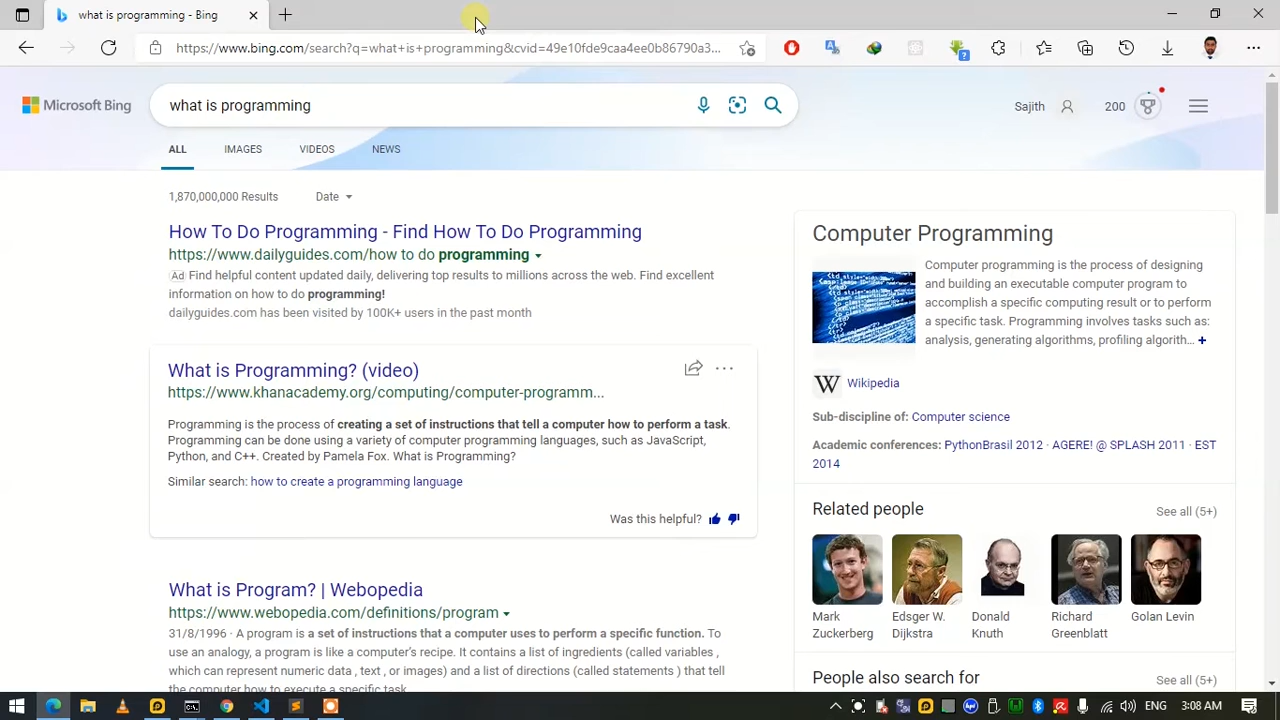 what is programming - Bing
https://www.bing.com/search?q=what+is+programming&cvid=49e10fde9caa4ee0b86790a3...
Microsoft Bing
what is programming
Sajith
200
ALL
IMAGES
VIDEOS
NEWS
1,870,000,000 Results
Date
How To Do Programming - Find How To Do Programming
https://www.dailyguides.com/how to do programming
Ad Find helpful content updated daily, delivering top results to millions across the web. Find excellent
information on how to do programming!
dailyguides.com has been visited by 100K+ users in the past month
What is Programming? (video)
https://www.khanacademy.org/computing/computer-programm...
Programming is the process of creating a set of instructions that tell a computer how to perform a task.
Programming can be done using a variety of computer programming languages, such as JavaScript,
Python, and C++. Created by Pamela Fox. What is Programming?
Similar search: how to create a programming language
Was this helpful?
What is Program? | Webopedia
https://www.webopedia.com/definitions/program
31/8/1996 · A program is a set of instructions that a computer uses to perform a specific function. To
use an analogy, a program is like a computer's recipe. It contains a list of ingredients (called variables ,
which can represent numeric data , text , or images) and a list of directions (called statements ) that tell
the computer how to execute a specific task.
Computer Programming
Computer programming is the process of designing
and building an executable computer program to
accomplish a specific computing result or to perform
a specific task. Programming involves tasks such as:
analysis, generating algorithms, profiling algorith... +
W Wikipedia
Sub-discipline of: Computer science
Academic conferences: PythonBrasil 2012 · AGERE! @ SPLASH 2011 · EST
2014
Related people
See all (5+)
Mark
Zuckerberg
Edsger W.
Dijkstra
Donald
Knuth
Richard
Greenblatt
Golan Levin
People also search for
See all (5+)
ENG
3:08 AM